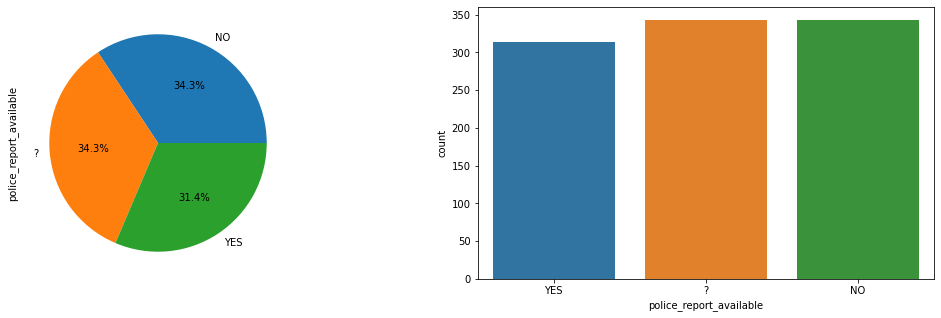 police_report_available
NO
34.3%
?
34.3%
31.4%
YES
count
350
300
250
200
150
100
50
0
YES ? NO
police_report_available